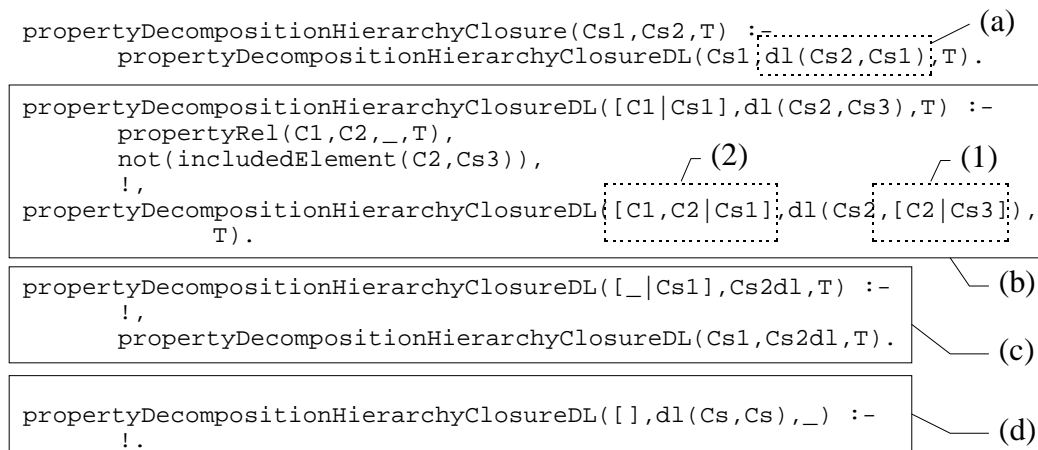 propertyDecompositionHierarchyClosure(Cs1,Cs2,T) :- (a)
propertyDecompositionHierarchyClosureDL(Cs1,dl(Cs2,Cs1),T).
propertyDecompositionHierarchyClosureDL([C1|Cs1],dl(Cs2,Cs3),T) :-
propertyRel(C1,C2,_,T),
not(includedElement(C2,Cs3)), (2) (1)
!,
propertyDecompositionHierarchyClosureDL([C1,C2|Cs1],dl(Cs2,[C2|Cs3]),
T).
(b)
propertyDecompositionHierarchyClosureDL([_|Cs1],Cs2dl,T) :-
!,
propertyDecompositionHierarchyClosureDL(Cs1,Cs2dl,T).
(c)
propertyDecompositionHierarchyClosureDL([],dl(Cs,Cs),_) :-
(d)
!.